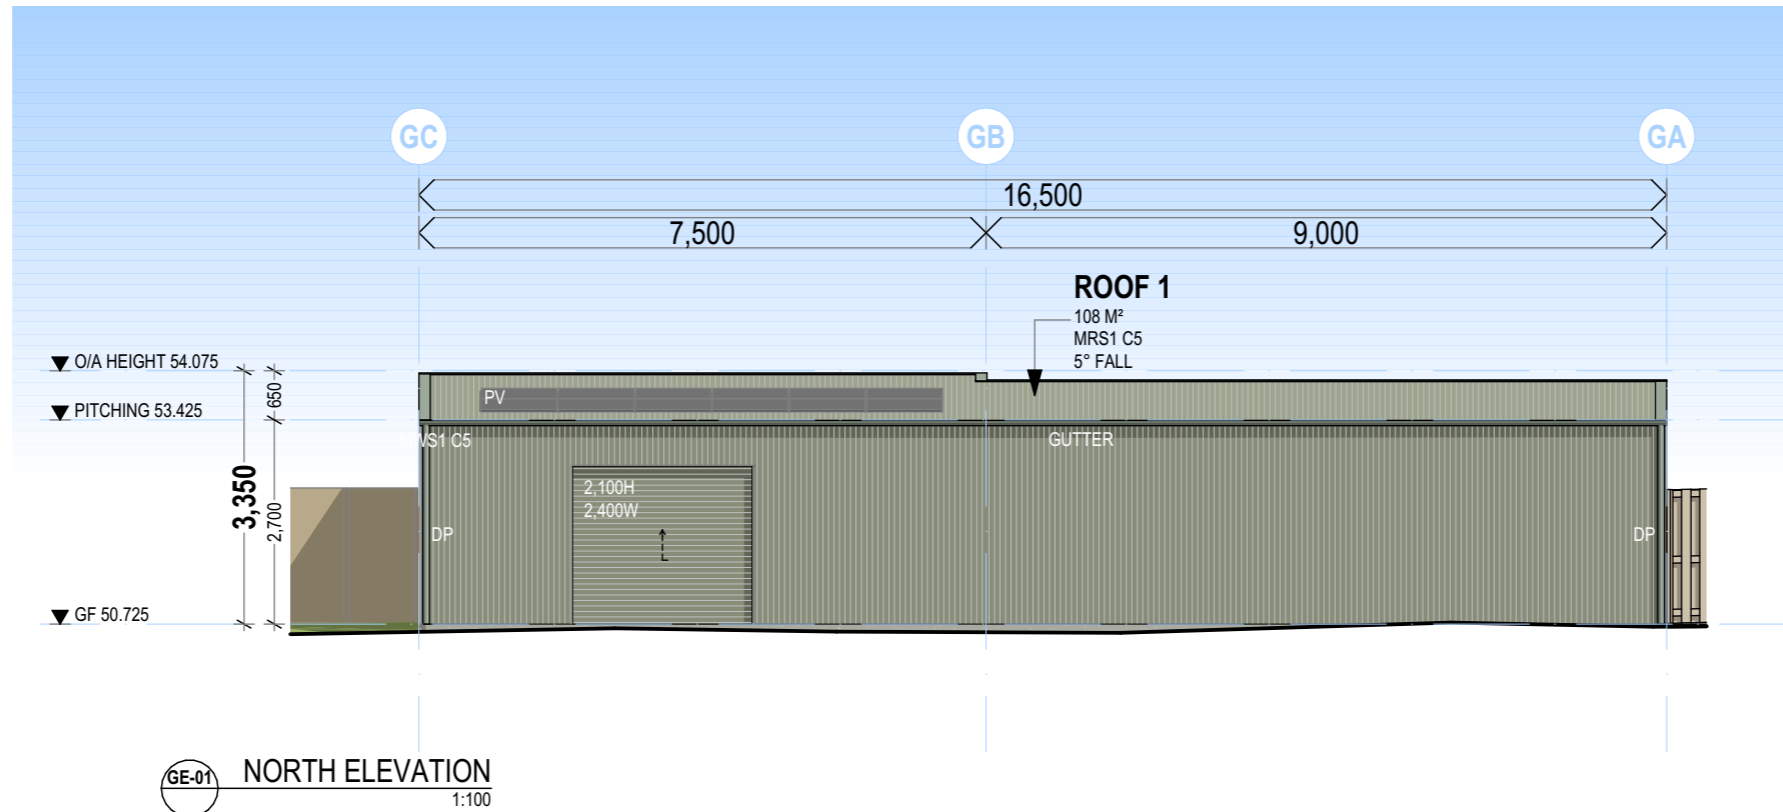 GC
GB
GA
16,500
7,500
9,000
ROOF 1
108 M²
MRS1 C5
5° FALL
O/A HEIGHT 54.075
650
PITCHING 53.425
PV
WS1 C5
GUTTER
3,350
2,700
2,100H
2,400W
DP
DP
GF 50.725
GE-01
NORTH ELEVATION
1:100